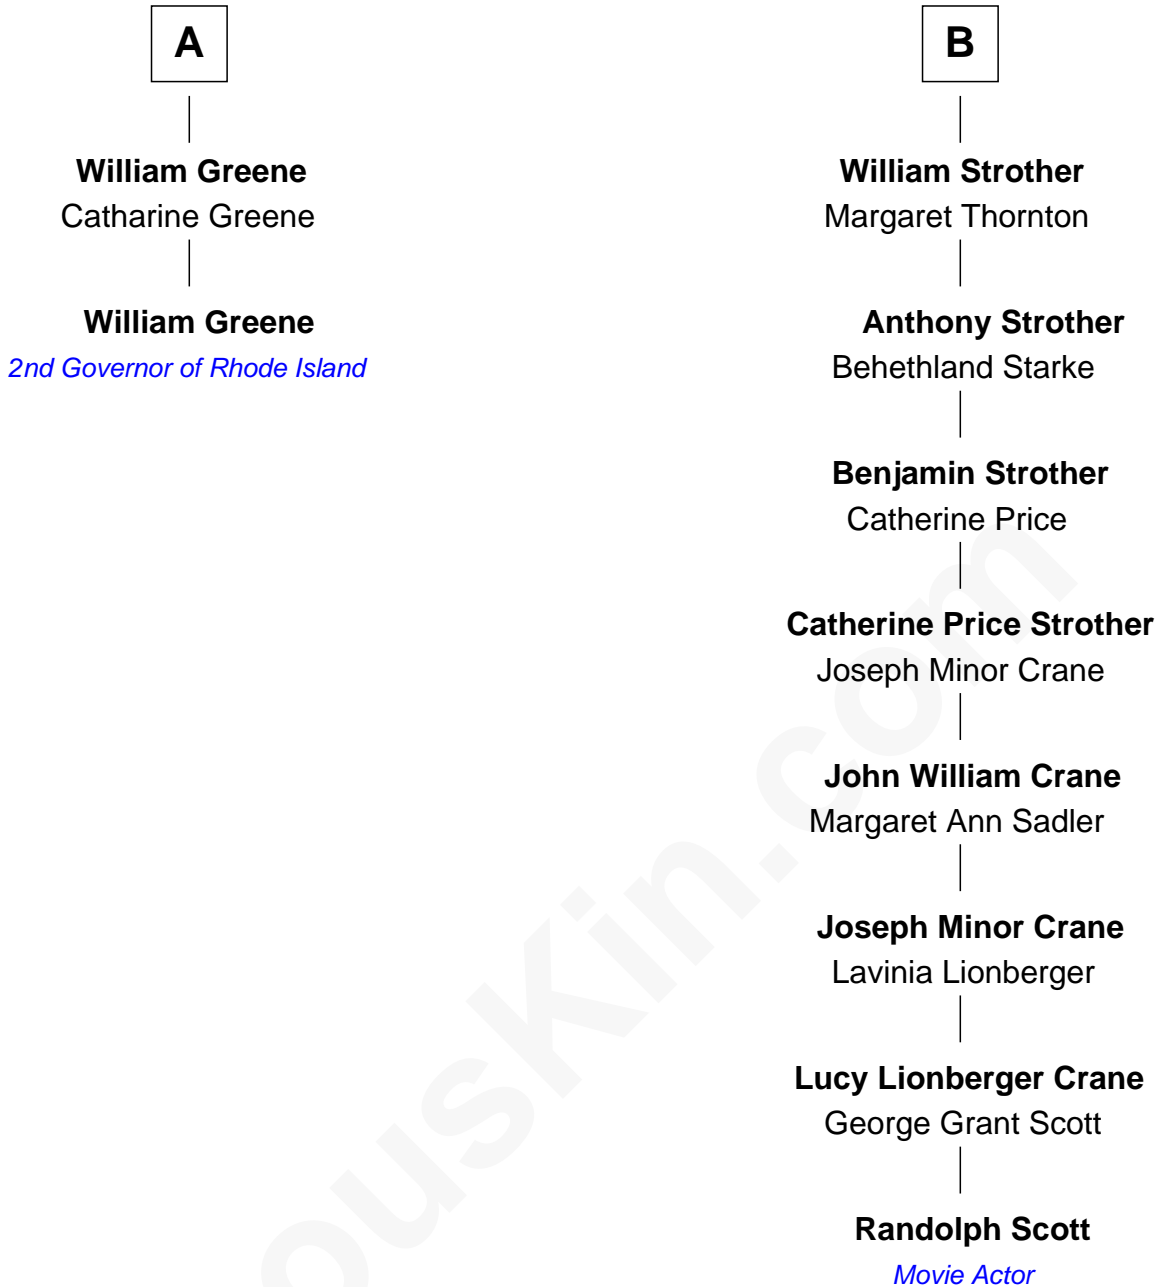 A
William Greene
Catharine Greene
William Greene
2nd Governor of Rhode Island
B
William Strother
Margaret Thornton
Anthony Strother
Behethland Starke
Benjamin Strother
Catherine Price
Catherine Price Strother
Joseph Minor Crane
John William Crane
Margaret Ann Sadler
Joseph Minor Crane
Lavinia Lionberger
Lucy Lionberger Crane
George Grant Scott
Randolph Scott
Movie Actor
ouskin.com